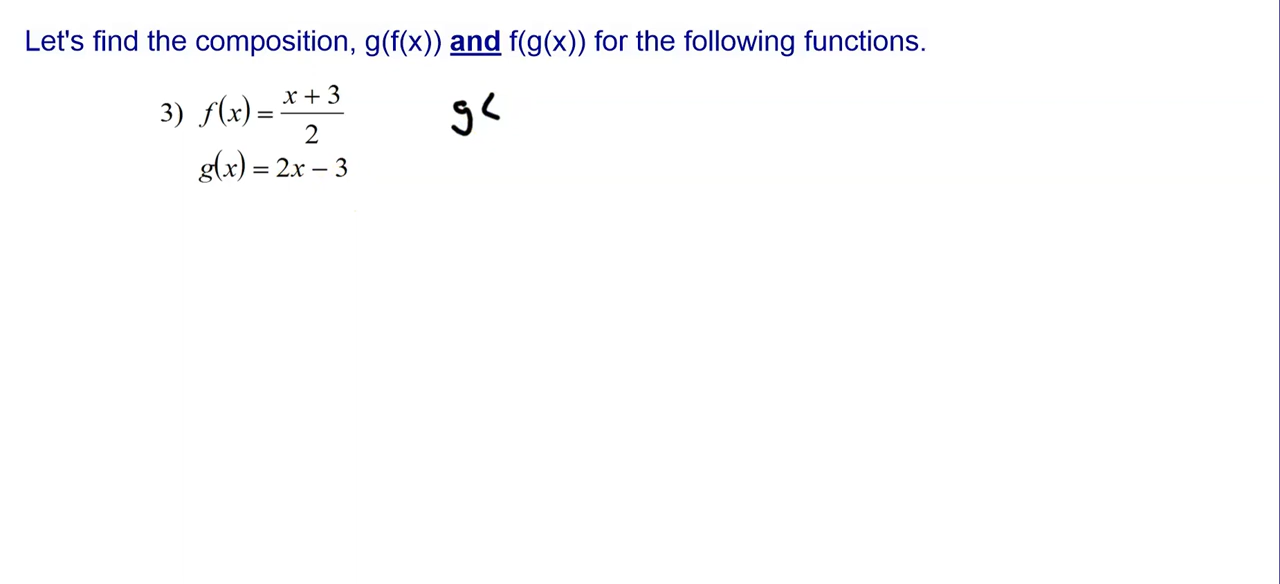 Let's find the composition, g(f(x)) and f(g(x)) for the following functions.
3) f(x) = (x + 3)/2
g(x) = 2x – 3
g(